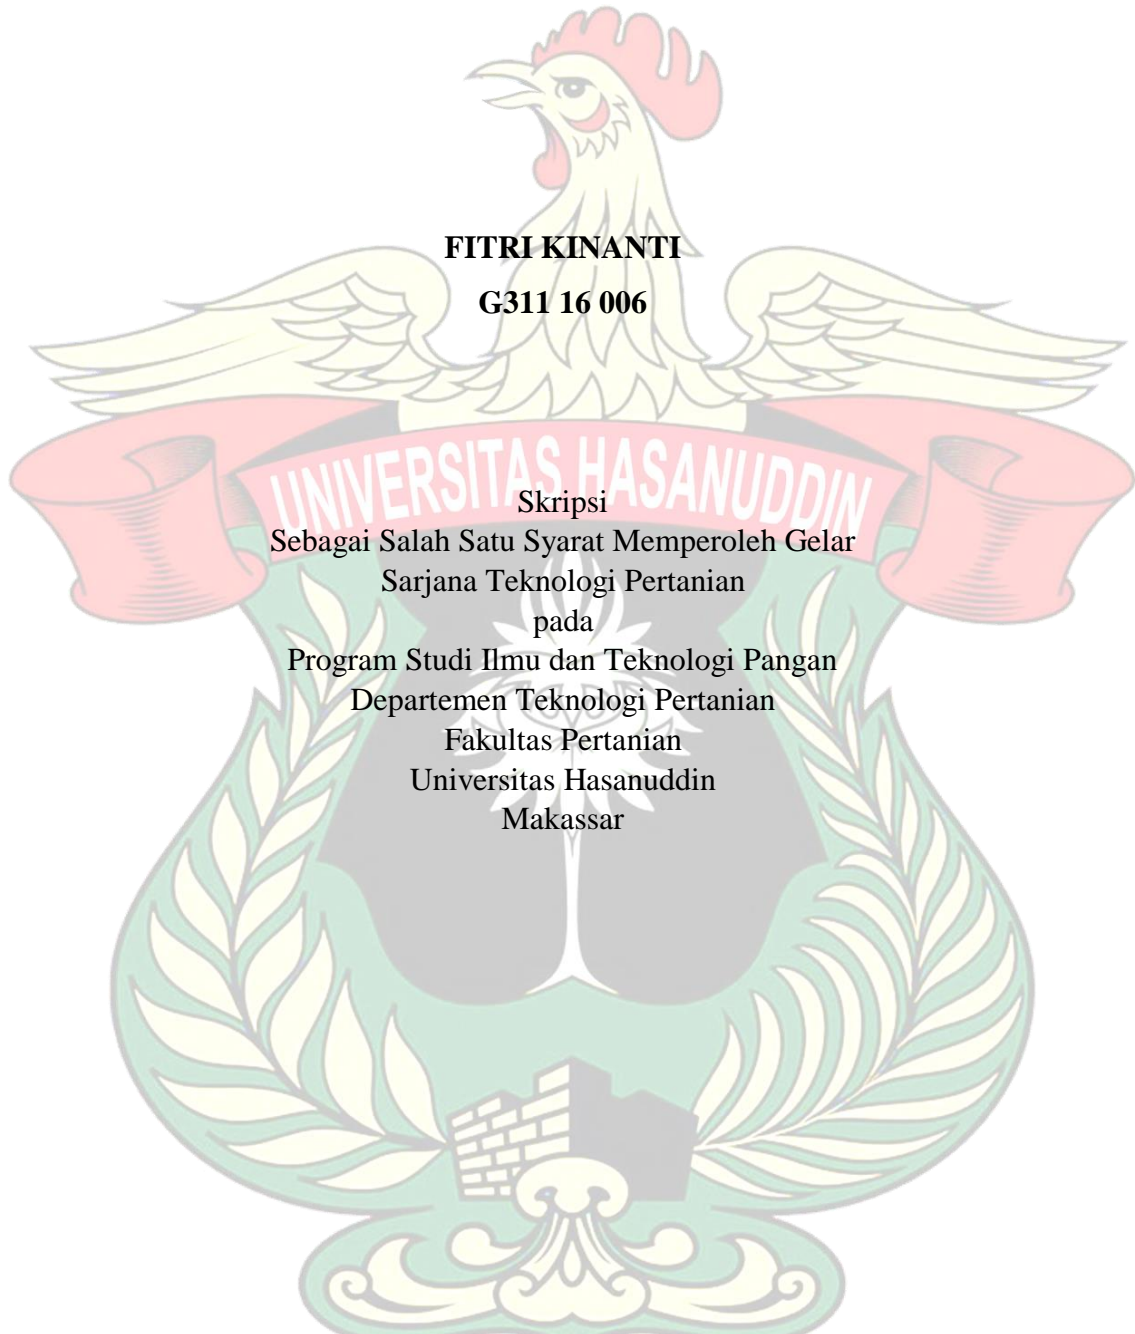 FITRI KINANTI
G311 16 006
UNIVERSITAS HASANUDDIN
Skripsi
Sebagai Salah Satu Syarat Memperoleh Gelar
Sarjana Teknologi Pertanian
pada
Program Studi Ilmu dan Teknologi Pangan
Departemen Teknologi Pertanian
Fakultas Pertanian
Universitas Hasanuddin
Makassar